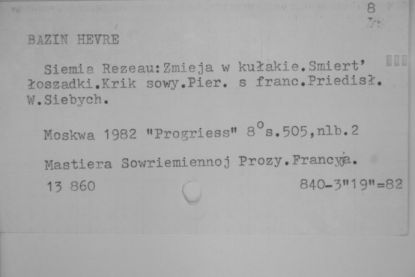 8
BAZIN HEVRE
Siemia Rezeau:Zmieja w kułakie.Smiert'
łoszadki.Krik sowy.Pier. s franc.Priedisł.
W.Siebych.
Moskwa 1982 "Progriess" 8° s.505,nlb.2
Mastiera Sowriemiennoj Prozy.Francyja.
13 860 840-3"19"=82